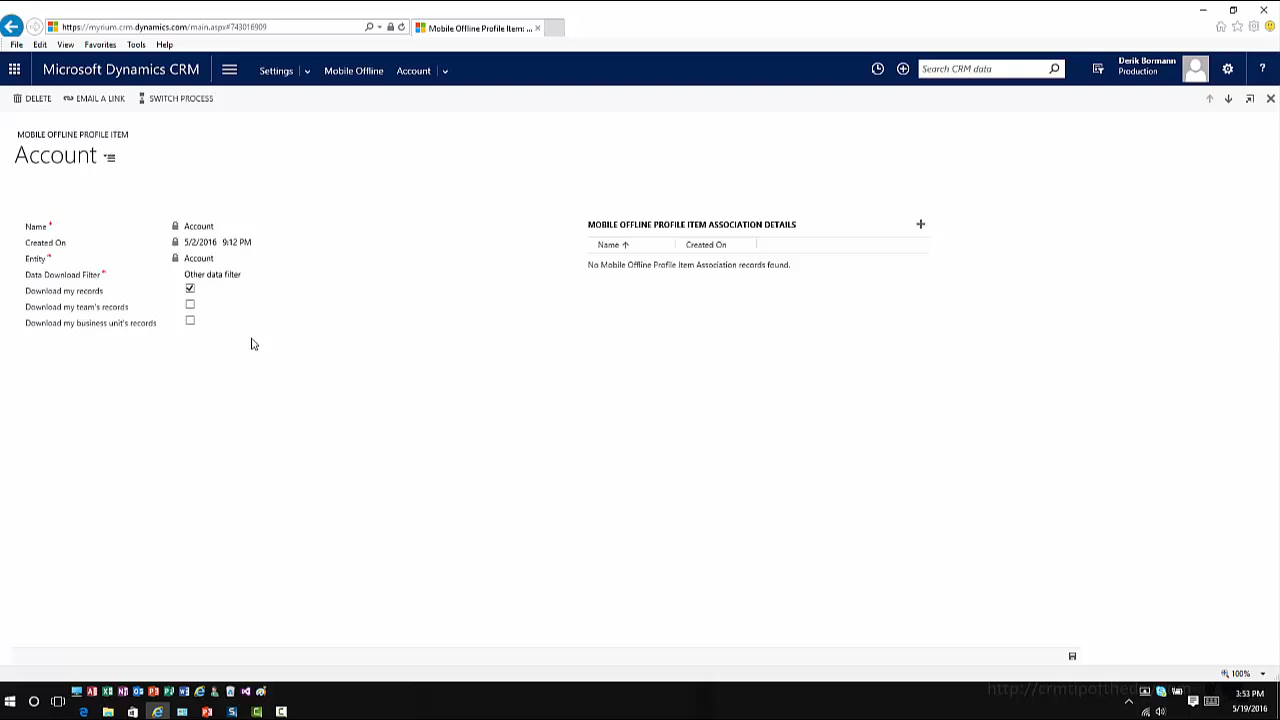 https://myrium.crm.dynamics.com/main.aspx#743016909
Mobile Offline Profile Item: ...
File Edit View Favorites Tools Help
Microsoft Dynamics CRM
Settings
Mobile Offline
Account
Search CRM data
Derik Bormann
Production
?
DELETE
EMAIL A LINK
SWITCH PROCESS
MOBILE OFFLINE PROFILE ITEM
Account
Name * Account
Created On 5/2/2016 9:12 PM
Entity * Account
Data Download Filter * Other data filter
Download my records
Download my team's records
Download my business unit's records
MOBILE OFFLINE PROFILE ITEM ASSOCIATION DETAILS
Name ↑ Created On
No Mobile Offline Profile Item Association records found.
100%
3:53 PM
5/19/2016